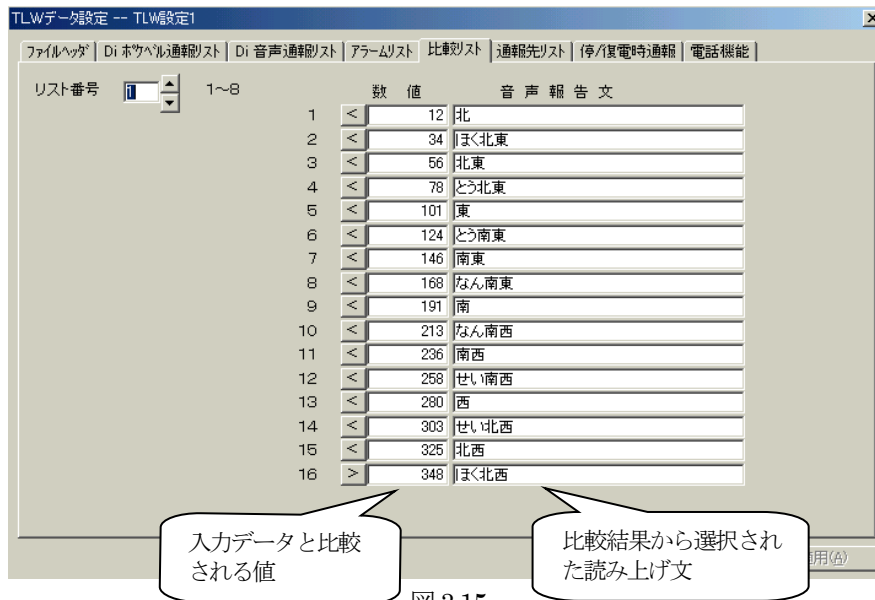 TLWデータ設定 -- TLW設定1
ファイルヘッダ Di ポケベル通報リスト Di 音声通報リスト アラームリスト 比較リスト 通報先リスト 停/復電時通報 電話機能
リスト番号 1 1～8
数 値 音 声 報 告 文
1 < 12 北
2 < 34 ほく北東
3 < 56 北東
4 < 78 とう北東
5 < 101 東
6 < 124 とう南東
7 < 146 南東
8 < 168 なん南東
9 < 191 南
10 < 213 なん南西
11 < 236 南西
12 < 258 せい南西
13 < 280 西
14 < 303 せい北西
15 < 325 北西
16 > 348 ほく北西
入力データと比較
される値
比較結果から選択され
た読み上げ文
用(A)